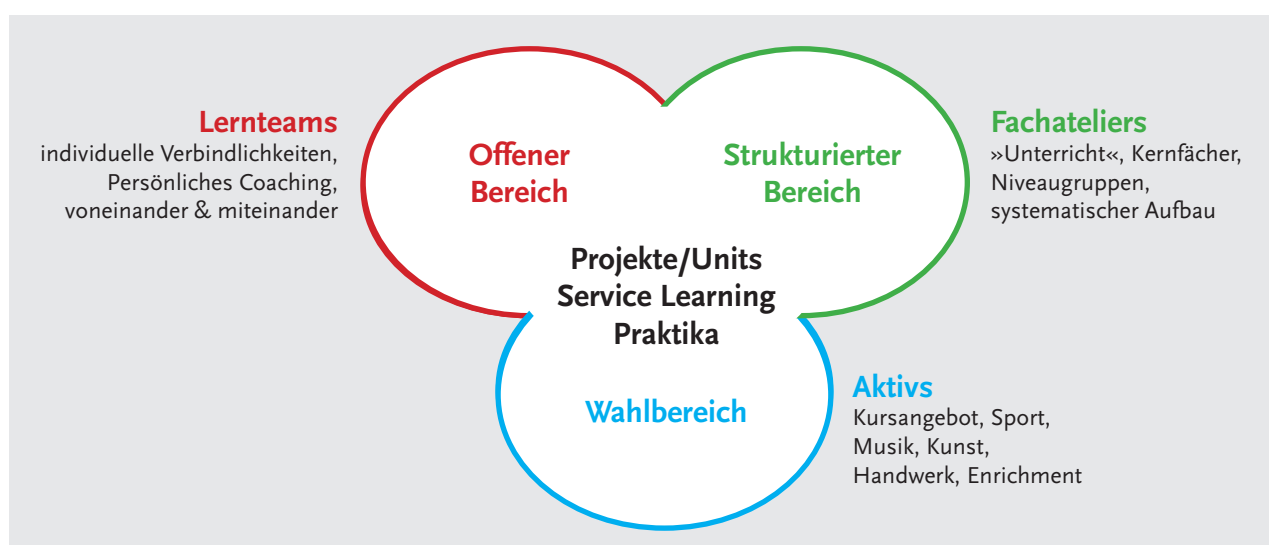 Lernteams
individuelle Verbindlichkeiten,
Persönliches Coaching,
voneinander & miteinander
Offener
Bereich
Strukturierter
Bereich
Fachateliers
»Unterricht«, Kernfächer,
Niveaugruppen,
systematischer Aufbau
Projekte/Units
Service Learning
Praktika
Wahlbereich
Aktivs
Kursangebot, Sport,
Musik, Kunst,
Handwerk, Enrichment